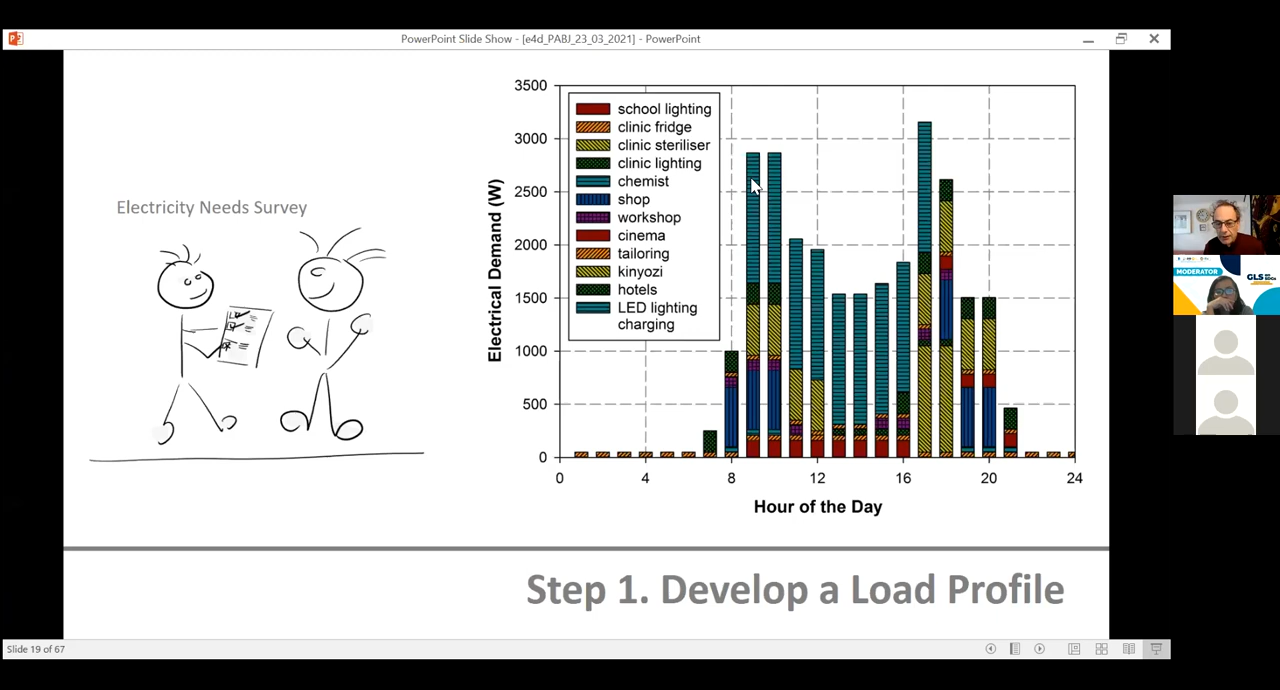 PowerPoint Slide Show - [e4d_PABJ_23_03_2021] - PowerPoint
Electricity Needs Survey
3500
3000
2500
2000
1500
1000
500
0
Electrical Demand (W)
school lighting
clinic fridge
clinic steriliser
clinic lighting
chemist
shop
workshop
cinema
tailoring
kinyozi
hotels
LED lighting
charging
0 4 8 12 16 20 24
Hour of the Day
Step 1. Develop a Load Profile
Slide 19 of 67
MODERATOR
GLS